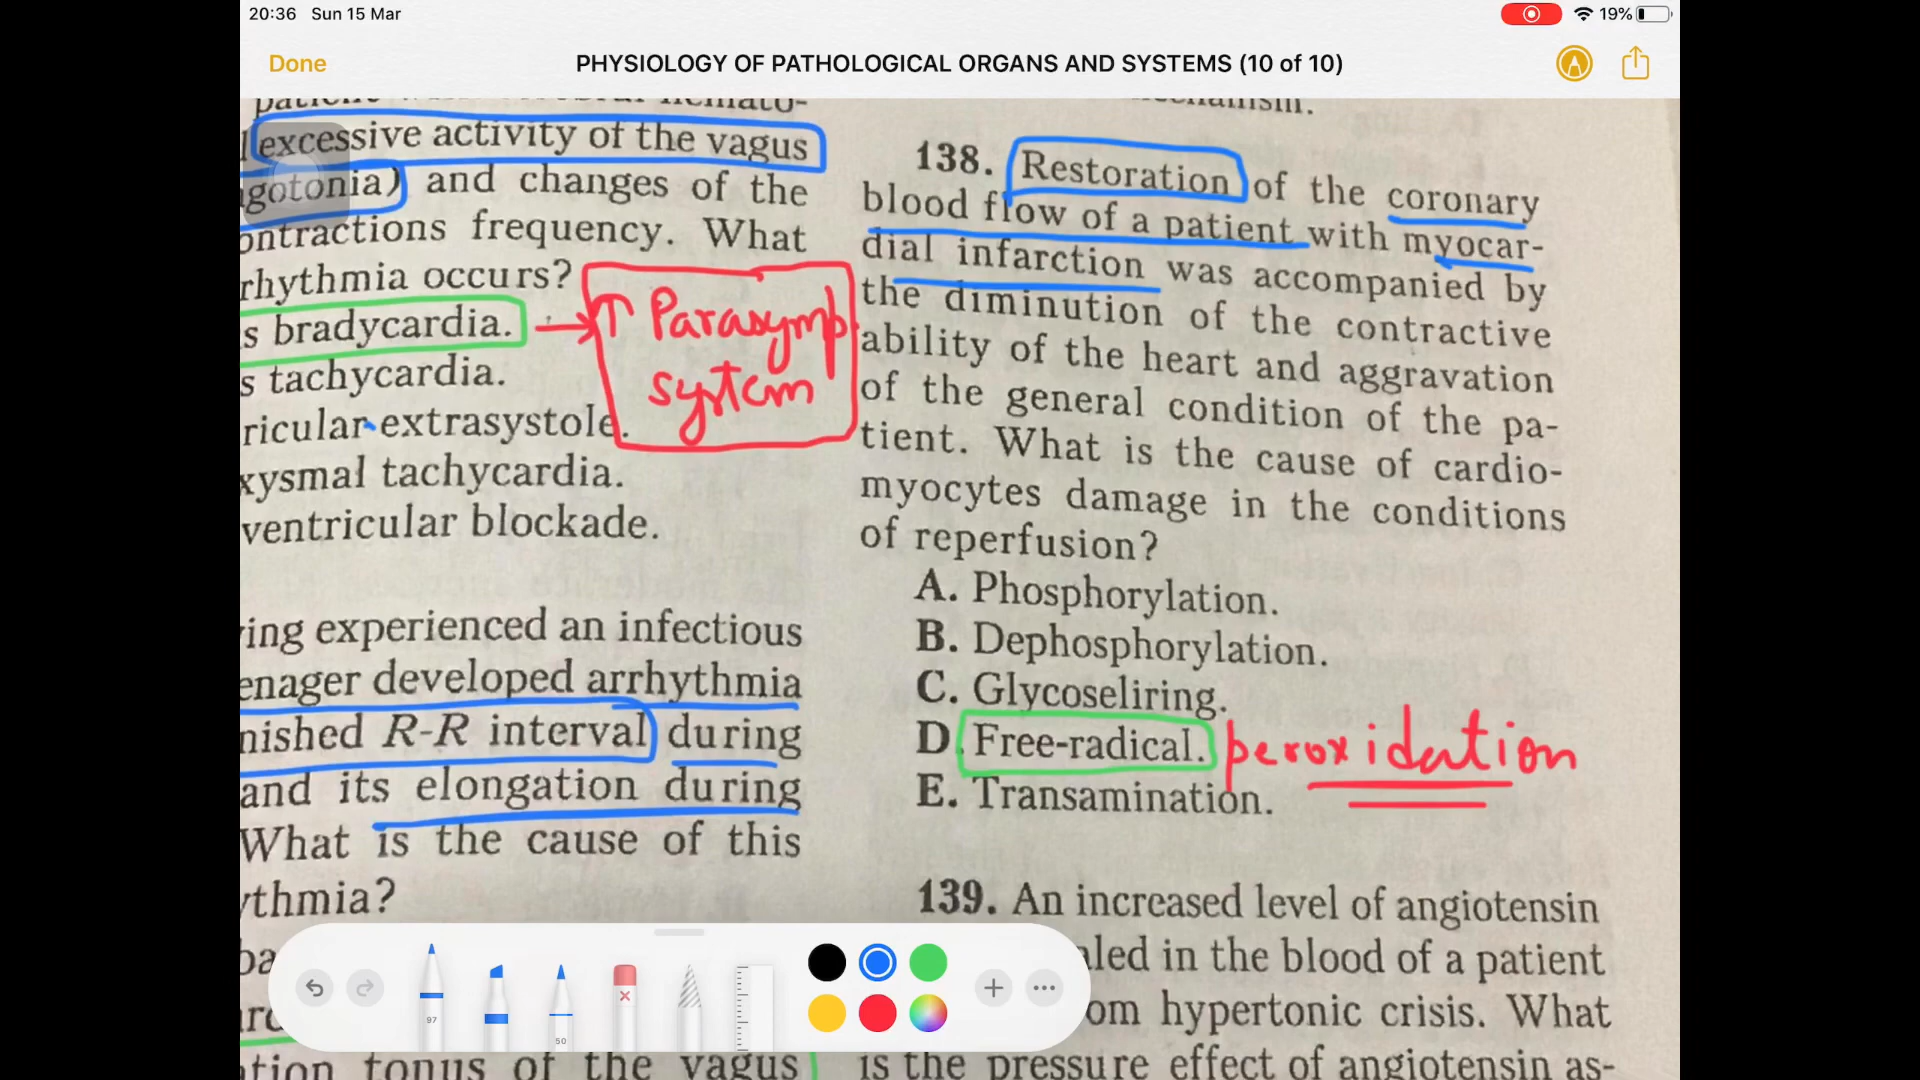 20:36 Sun 15 Mar
19%
Done
PHYSIOLOGY OF PATHOLOGICAL ORGANS AND SYSTEMS (10 of 10)
excessive activity of the vagus
gotonia) and changes of the
ontractions frequency. What
rhythmia occurs?
s bradycardia.
s tachycardia.
ricular extrasystole.
xysmal tachycardia.
ventricular blockade.
↑ Parasymp
system
ing experienced an infectious
enager developed arrhythmia
nished R-R interval during
and its elongation during
What is the cause of this
ythmia?
ation tonus of the vagus
138. Restoration of the coronary
blood flow of a patient with myocar-
dial infarction was accompanied by
the diminution of the contractive
ability of the heart and aggravation
of the general condition of the pa-
tient. What is the cause of cardio-
myocytes damage in the conditions
of reperfusion?
A. Phosphorylation.
B. Dephosphorylation.
C. Glycoseliring.
D. Free-radical. peroxidation
E. Transamination.
139. An increased level of angiotensin
aled in the blood of a patient
om hypertonic crisis. What
is the pressure effect of angiotensin as-
97
50